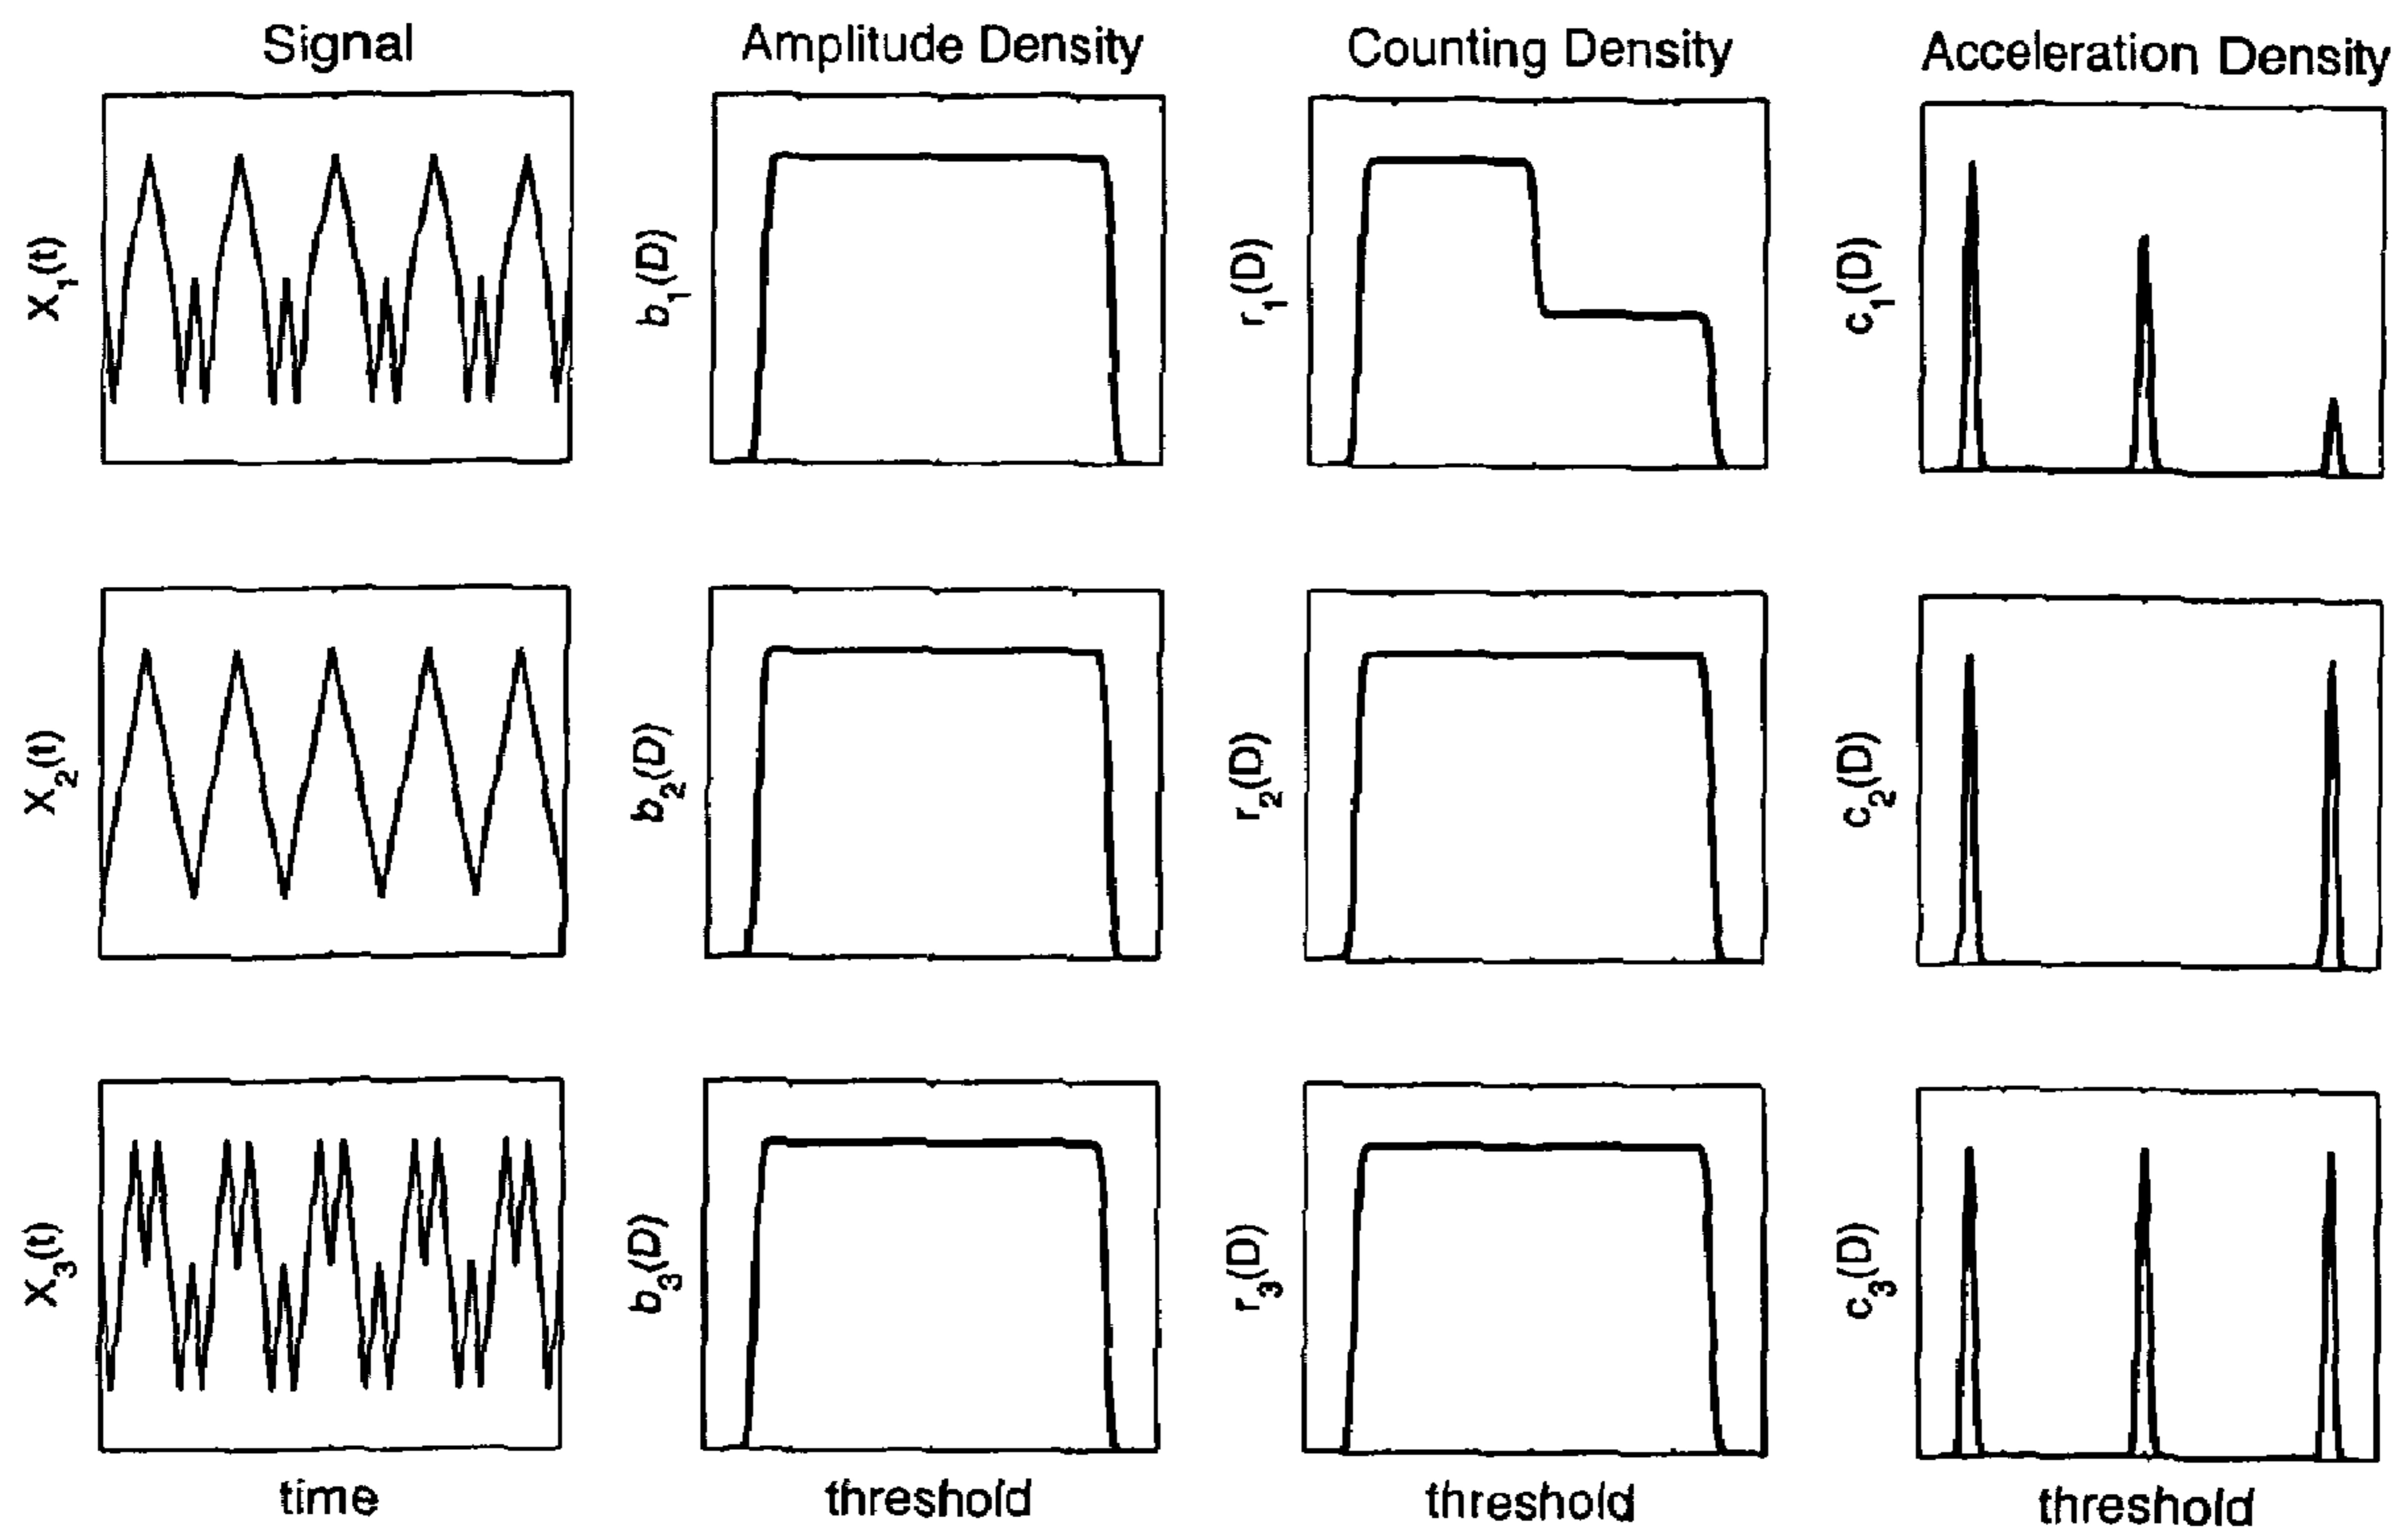 Signal
Amplitude Density
Counting Density
Acceleration Density
X1(t)
b1(D)
r1(D)
c1(D)
X2(t)
b2(D)
r2(D)
c2(D)
X3(t)
b3(D)
r3(D)
c3(D)
time
threshold
threshold
threshold